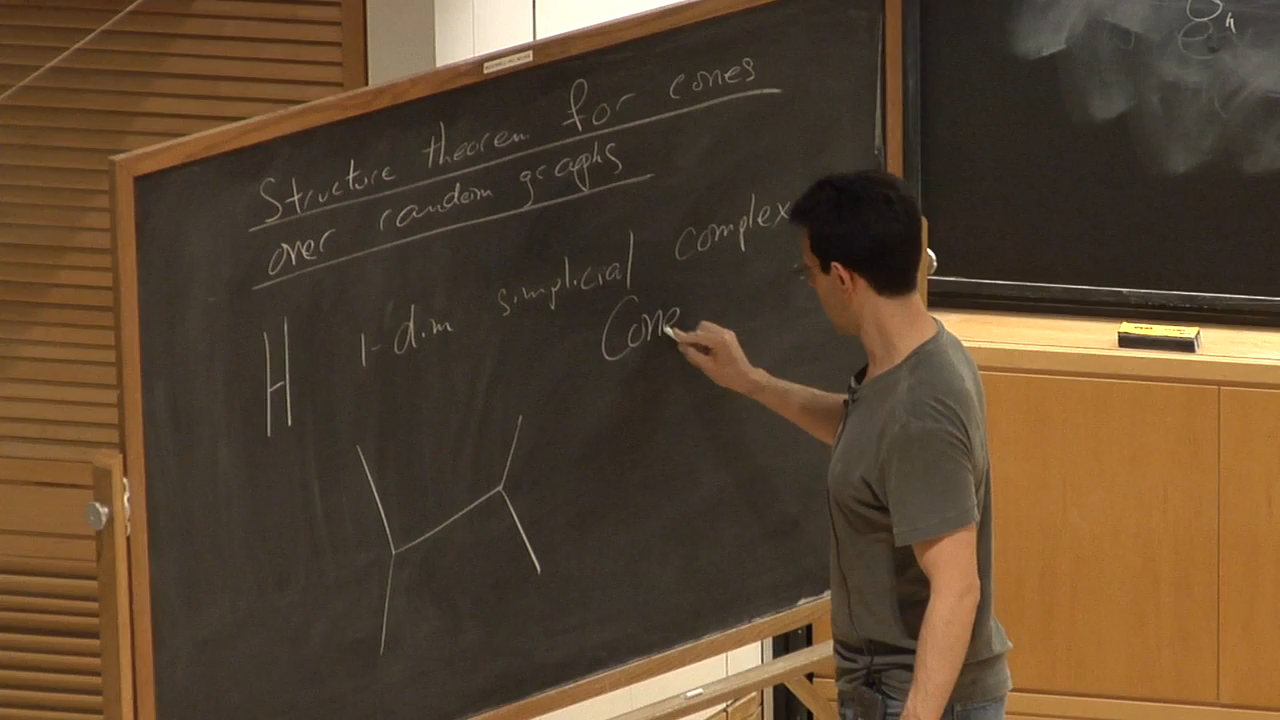 Structure theorem for cones
over random graphs
H 1-dim simplicial complex
Cone